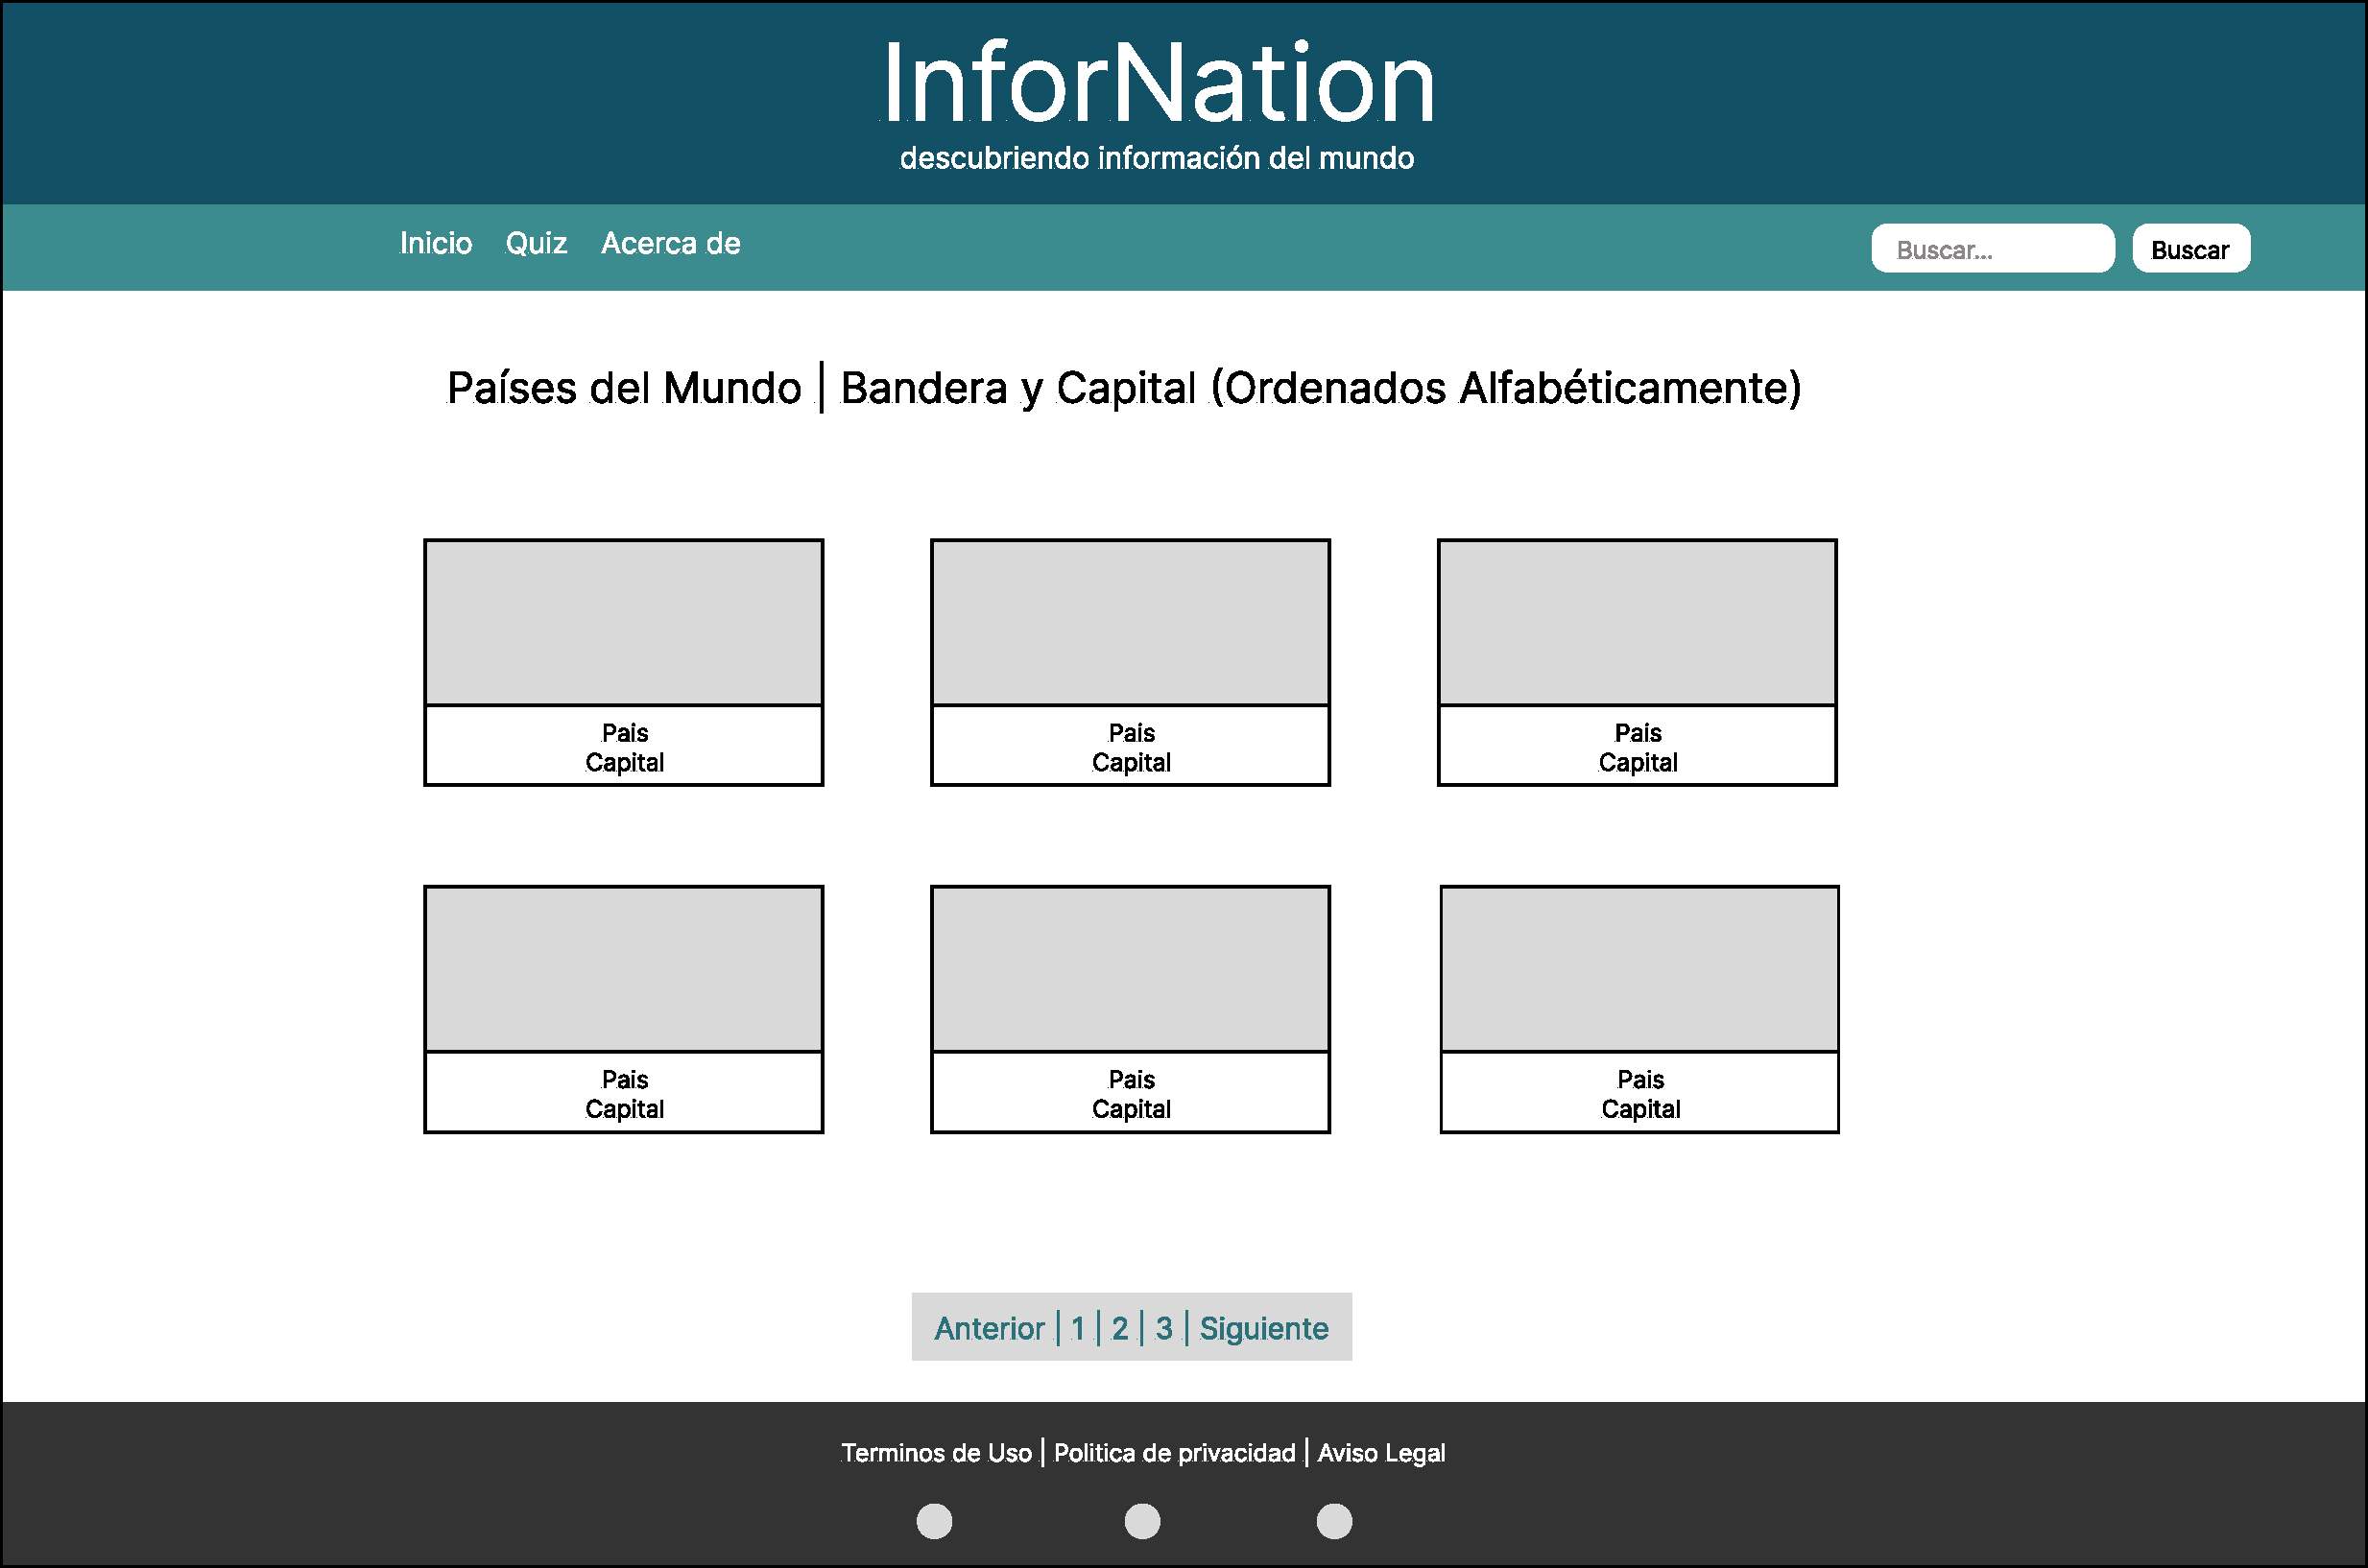 InforNation
descubriendo información del mundo
Inicio Quiz Acerca de Buscar... Buscar
Países del Mundo | Bandera y Capital (Ordenados Alfabéticamente)
Pais Pais Pais
Capital Capital Capital
Pais Pais Pais
Capital Capital Capital
Anterior | 1 | 2 | 3 | Siguiente
Terminos de Uso | Politica de privacidad | Aviso Legal